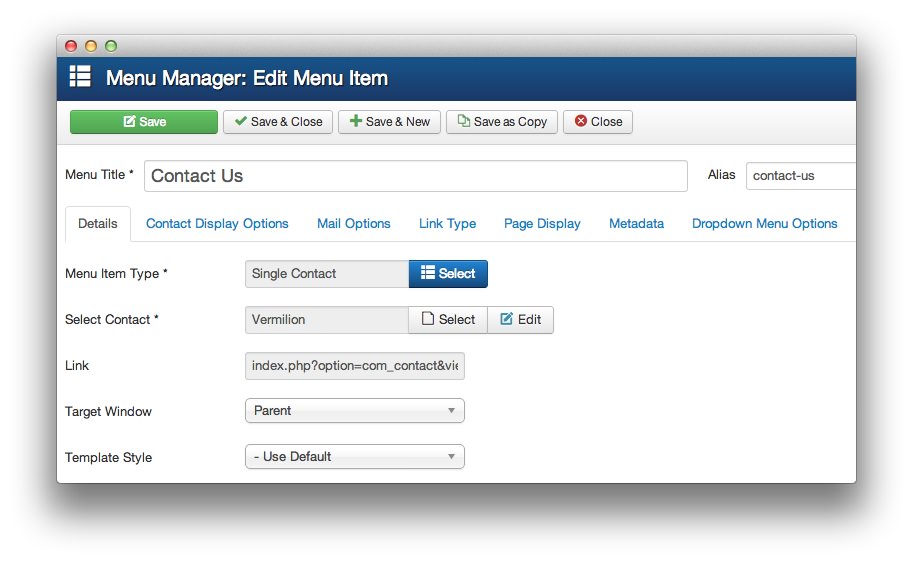 Menu Manager: Edit Menu Item
Save Save & Close Save & New Save as Copy Close
Menu Title * Contact Us Alias contact-us
Details Contact Display Options Mail Options Link Type Page Display Metadata Dropdown Menu Options
Menu Item Type * Single Contact Select
Select Contact * Vermilion Select Edit
Link index.php?option=com_contact&vie
Target Window Parent
Template Style - Use Default